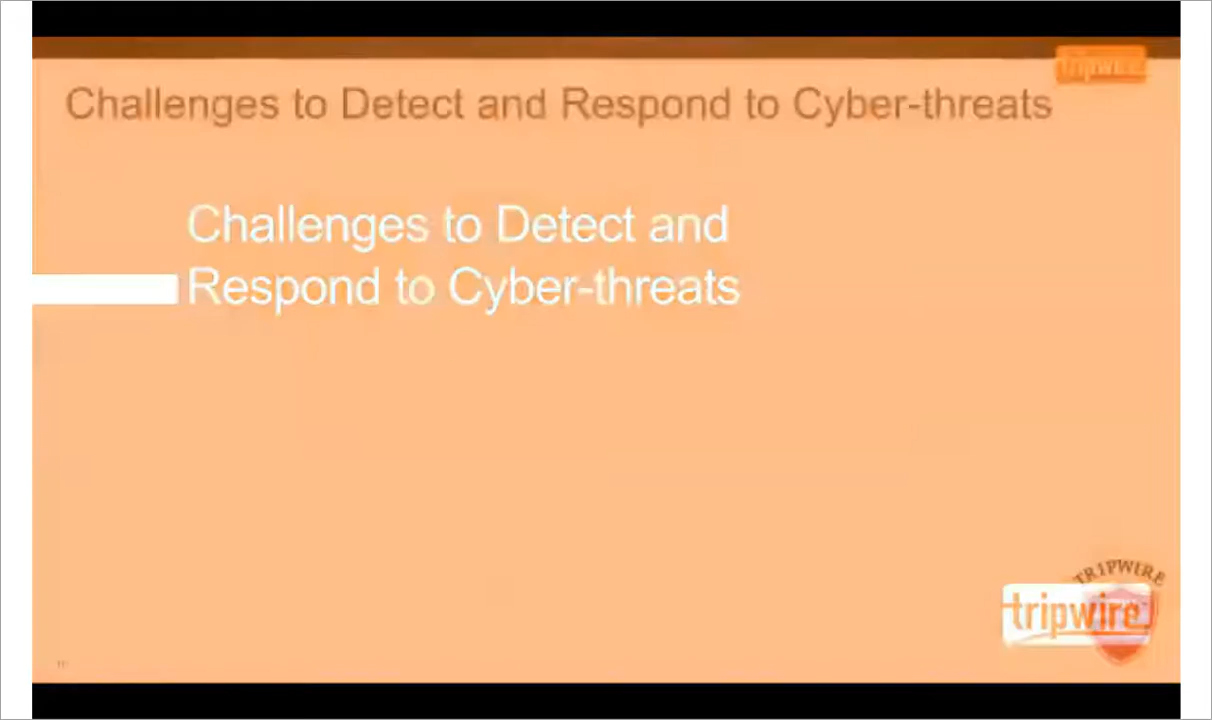 tripwire
Challenges to Detect and Respond to Cyber-threats
Challenges to Detect and
Respond to Cyber-threats
TRIPWIRE
tripwire